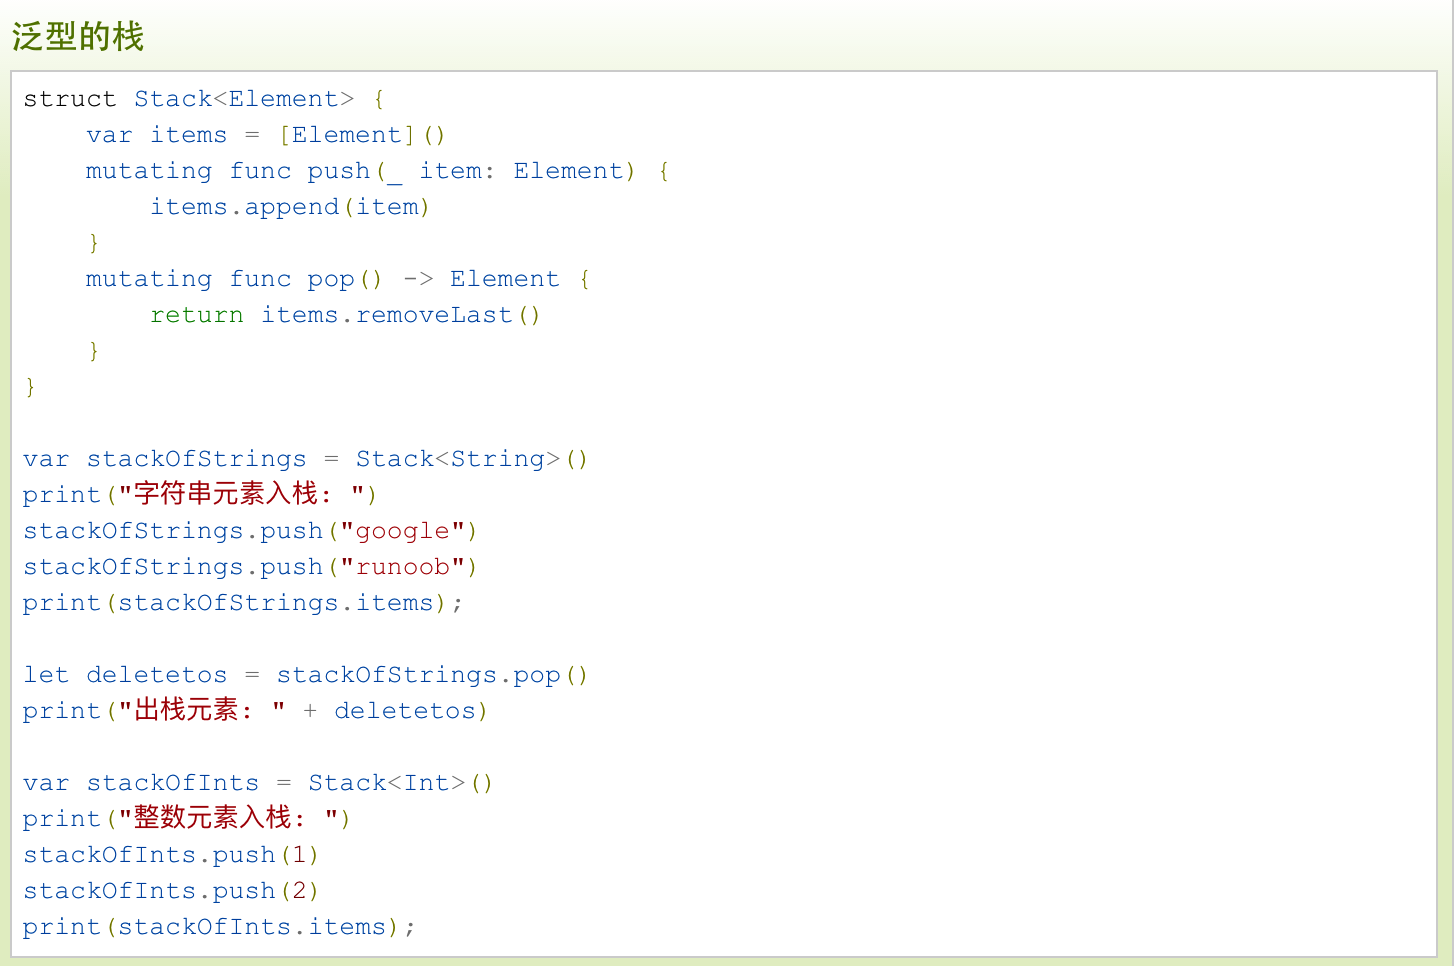 泛型的栈
struct Stack<Element> {
    var items = [Element]()
    mutating func push(_ item: Element) {
        items.append(item)
    }
    mutating func pop() -> Element {
        return items.removeLast()
    }
}

var stackOfStrings = Stack<String>()
print("字符串元素入栈: ")
stackOfStrings.push("google")
stackOfStrings.push("runoob")
print(stackOfStrings.items);

let deletetos = stackOfStrings.pop()
print("出栈元素: " + deletetos)

var stackOfInts = Stack<Int>()
print("整数元素入栈: ")
stackOfInts.push(1)
stackOfInts.push(2)
print(stackOfInts.items);